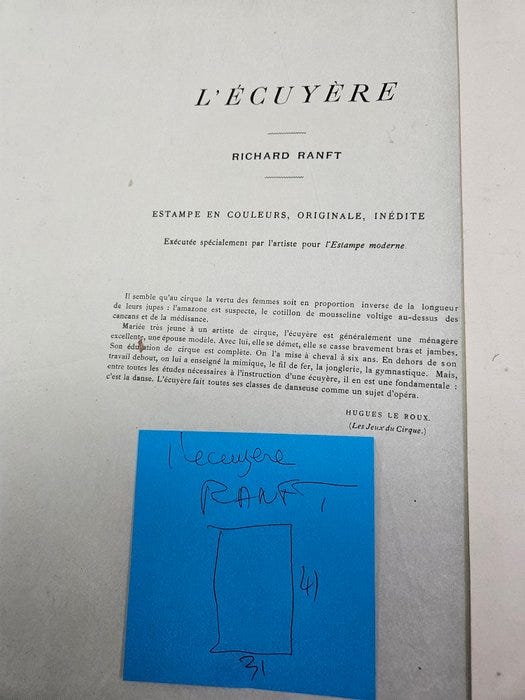 L'ÉCUYÈRE
RICHARD RANFT
ESTAMPE EN COULEURS, ORIGINALE, INÉDITE
Exécutée spécialement par l'artiste pour l'Estampe moderne.
Il semble qu'au cirque la vertu des femmes soit en proportion inverse de la longueur
de leurs jupes : l'amazone est suspecte, le cotillon de mousseline voltige au-dessus des
cancans et de la médisance.
Mariée très jeune à un artiste de cirque, l'écuyère est généralement une ménagère
excellente, une épouse modèle. Avec lui, elle se démet, elle se casse bravement bras et jambes.
Son éducation de cirque est complète. On l'a mise à cheval à six ans. En dehors de son
travail debout, on lui a enseigné la mimique, le fil de fer, la jonglerie, la gymnastique. Mais,
entre toutes les études nécessaires à l'instruction d'une écuyère, il en est une fondamentale :
c'est la danse. L'écuyère fait toutes ses classes de danseuse comme un sujet d'opéra.
HUGUES LE ROUX.
(Les Jeux du Cirque.)
l'ecuyere
RANFT
41
31